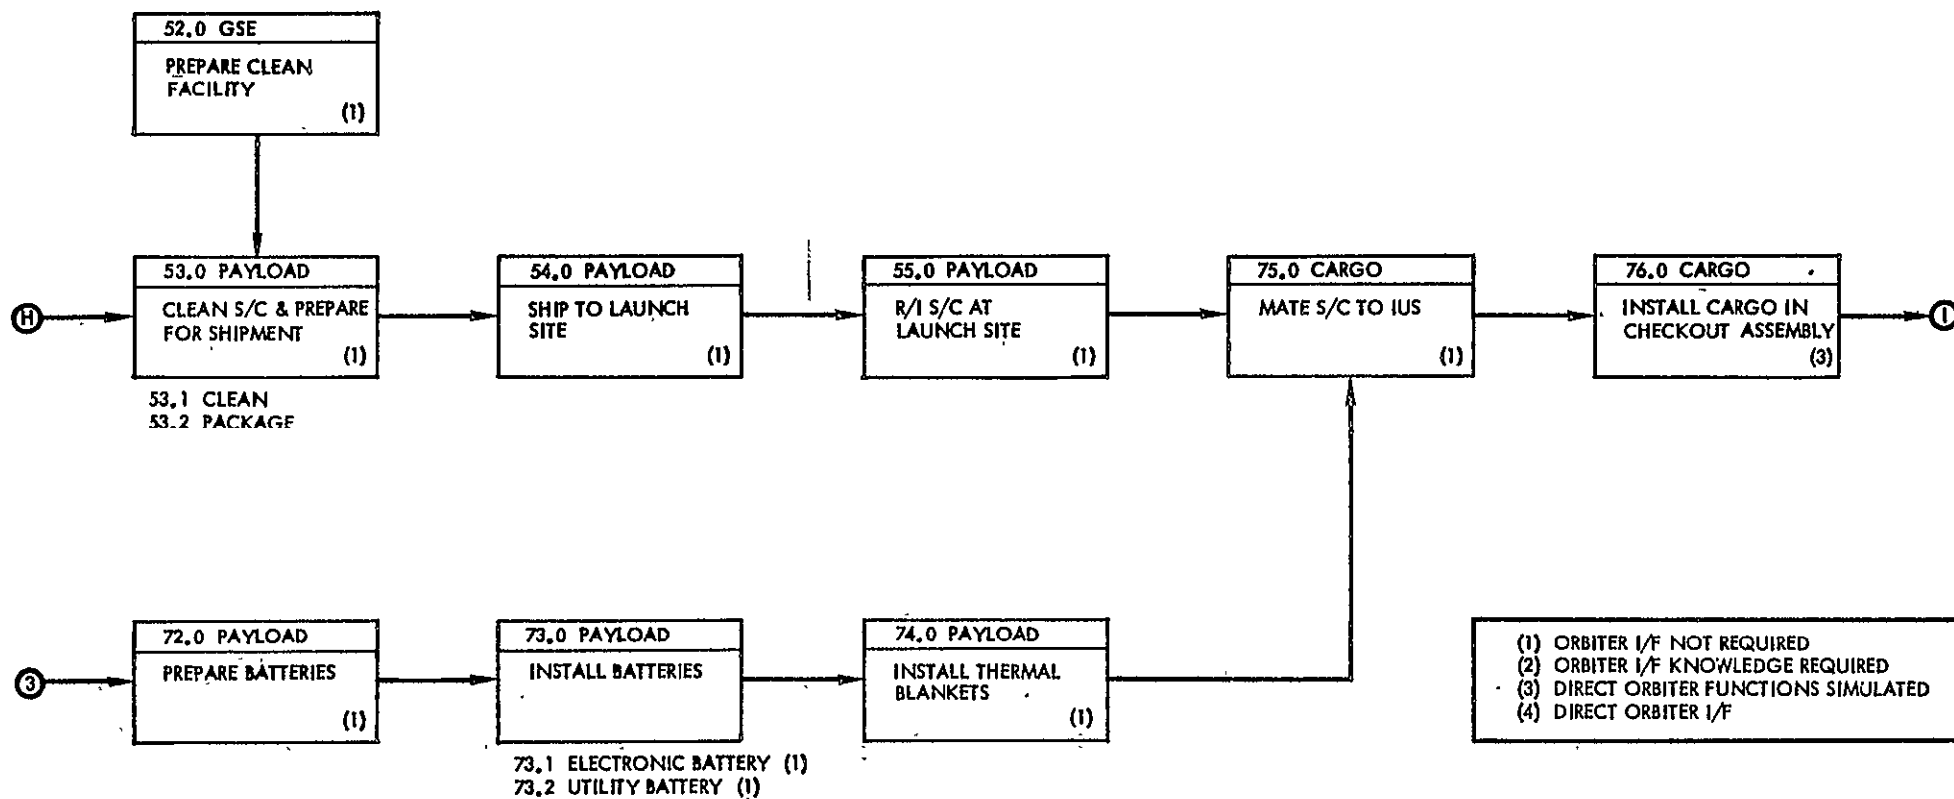 52.0 GSE
PREPARE CLEAN
FACILITY
(1)
53.0 PAYLOAD
CLEAN S/C & PREPARE
FOR SHIPMENT
(1)
53.1 CLEAN
53.2 PACKAGE
54.0 PAYLOAD
SHIP TO LAUNCH
SITE
(1)
55.0 PAYLOAD
R/I S/C AT
LAUNCH SITE
(1)
75.0 CARGO
MATE S/C TO IUS
(1)
76.0 CARGO
INSTALL CARGO IN
CHECKOUT ASSEMBLY
(3)
H
I
3
72.0 PAYLOAD
PREPARE BATTERIES
(1)
73.0 PAYLOAD
INSTALL BATTERIES
73.1 ELECTRONIC BATTERY (1)
73.2 UTILITY BATTERY (1)
74.0 PAYLOAD
INSTALL THERMAL
BLANKETS
(1)
(1) ORBITER I/F NOT REQUIRED
(2) ORBITER I/F KNOWLEDGE REQUIRED
(3) DIRECT ORBITER FUNCTIONS SIMULATED
(4) DIRECT ORBITER I/F